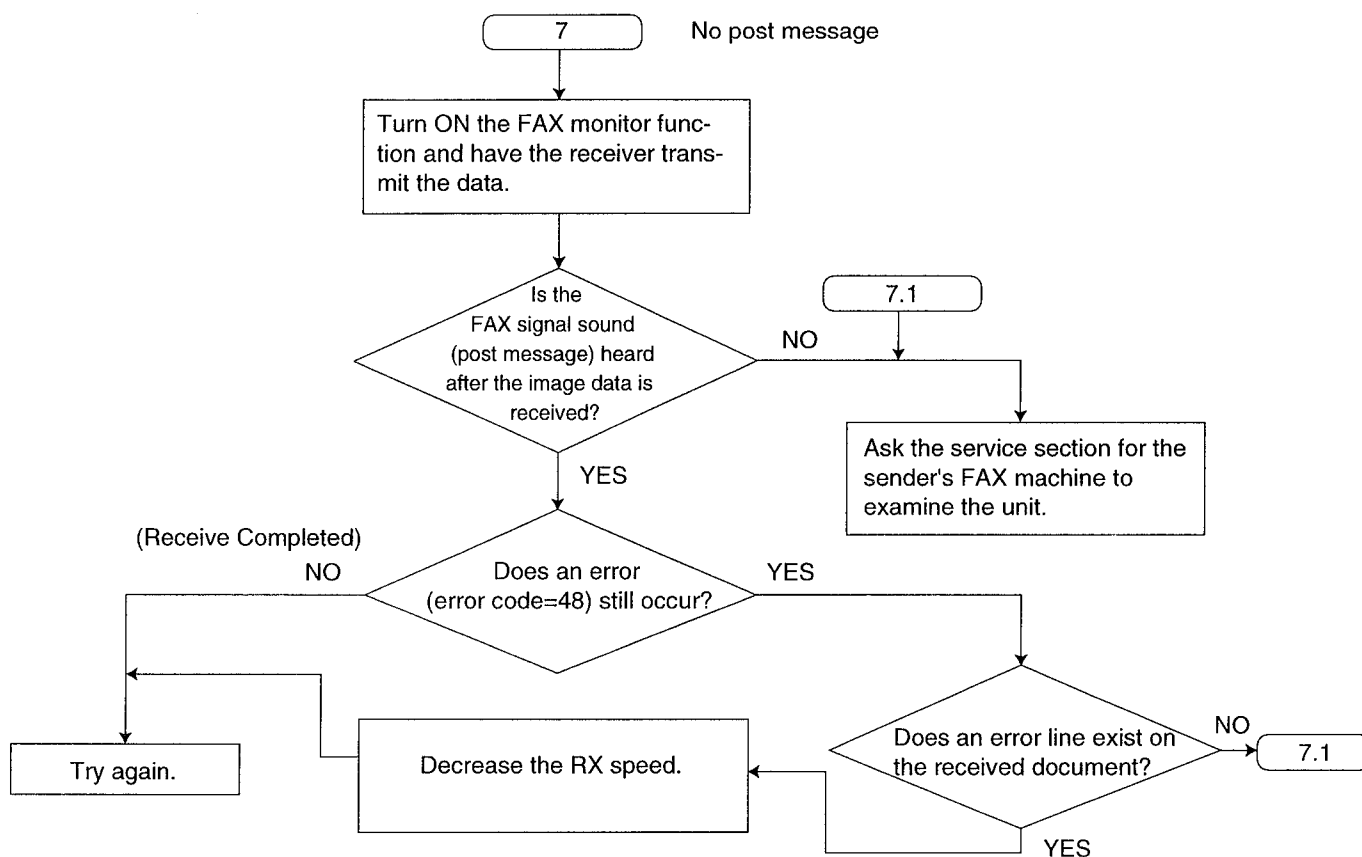 7
No post message
Turn ON the FAX monitor func-
tion and have the receiver trans-
mit the data.
Is the
FAX signal sound
(post message) heard
after the image data is
received?
NO
7.1
Ask the service section for the
sender's FAX machine to
examine the unit.
YES
(Receive Completed)
NO
Does an error
(error code=48) still occur?
YES
Try again.
Decrease the RX speed.
Does an error line exist on
the received document?
NO
7.1
YES